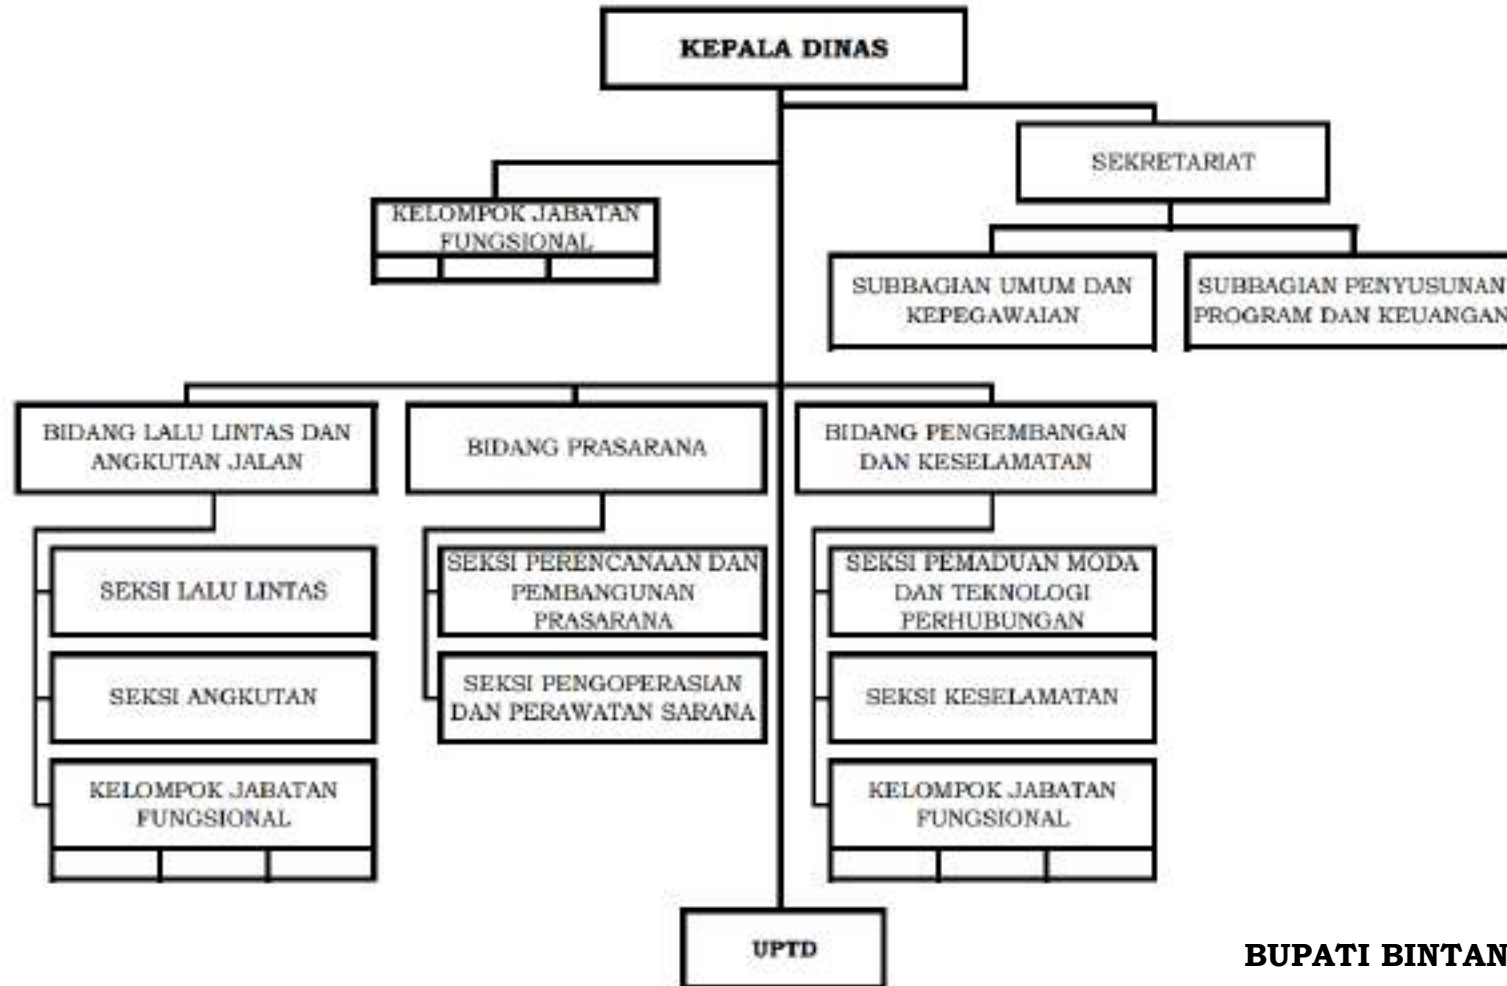 KEPALA DINAS
SEKRETARIAT
KELOMPOK JABATAN
FUNGSIONAL
SUBBAGIAN UMUM DAN
KEPEGAWAIAN
SUBBAGIAN PENYUSUNAN
PROGRAM DAN KEUANGAN
BIDANG LALU LINTAS DAN
ANGKUTAN JALAN
BIDANG PRASARANA
BIDANG PENGEMBANGAN
DAN KESELAMATAN
SEKSI LALU LINTAS
SEKSI PERENCANAAN DAN
PEMBANGUNAN
PRASARANA
SEKSI PEMADUAN MODA
DAN TEKNOLOGI
PERHUBUNGAN
SEKSI ANGKUTAN
SEKSI PENGOPERASIAN
DAN PERAWATAN SARANA
SEKSI KESELAMATAN
KELOMPOK JABATAN
FUNGSIONAL
KELOMPOK JABATAN
FUNGSIONAL
UPTD
BUPATI BINTAN